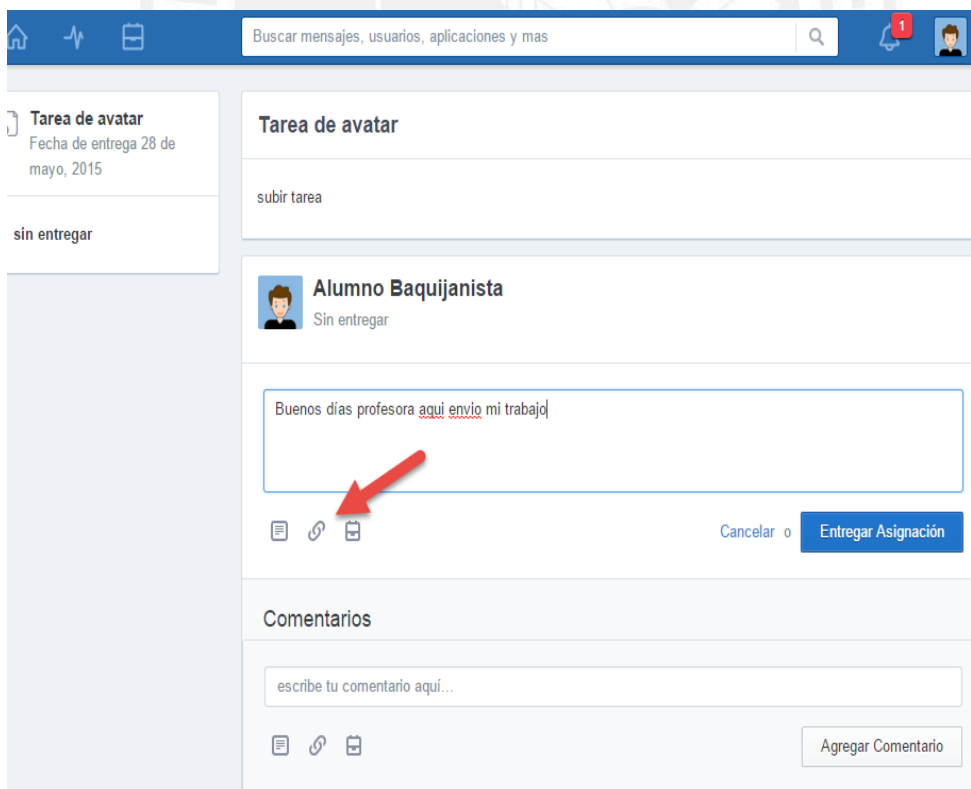 Buscar mensajes, usuarios, aplicaciones y mas
1
Tarea de avatar
Fecha de entrega 28 de
mayo, 2015
sin entregar
Tarea de avatar
subir tarea
Alumno Baquijanista
Sin entregar
Buenos días profesora aqui envio mi trabajo
Cancelar o Entregar Asignación
Comentarios
escribe tu comentario aquí...
Agregar Comentario